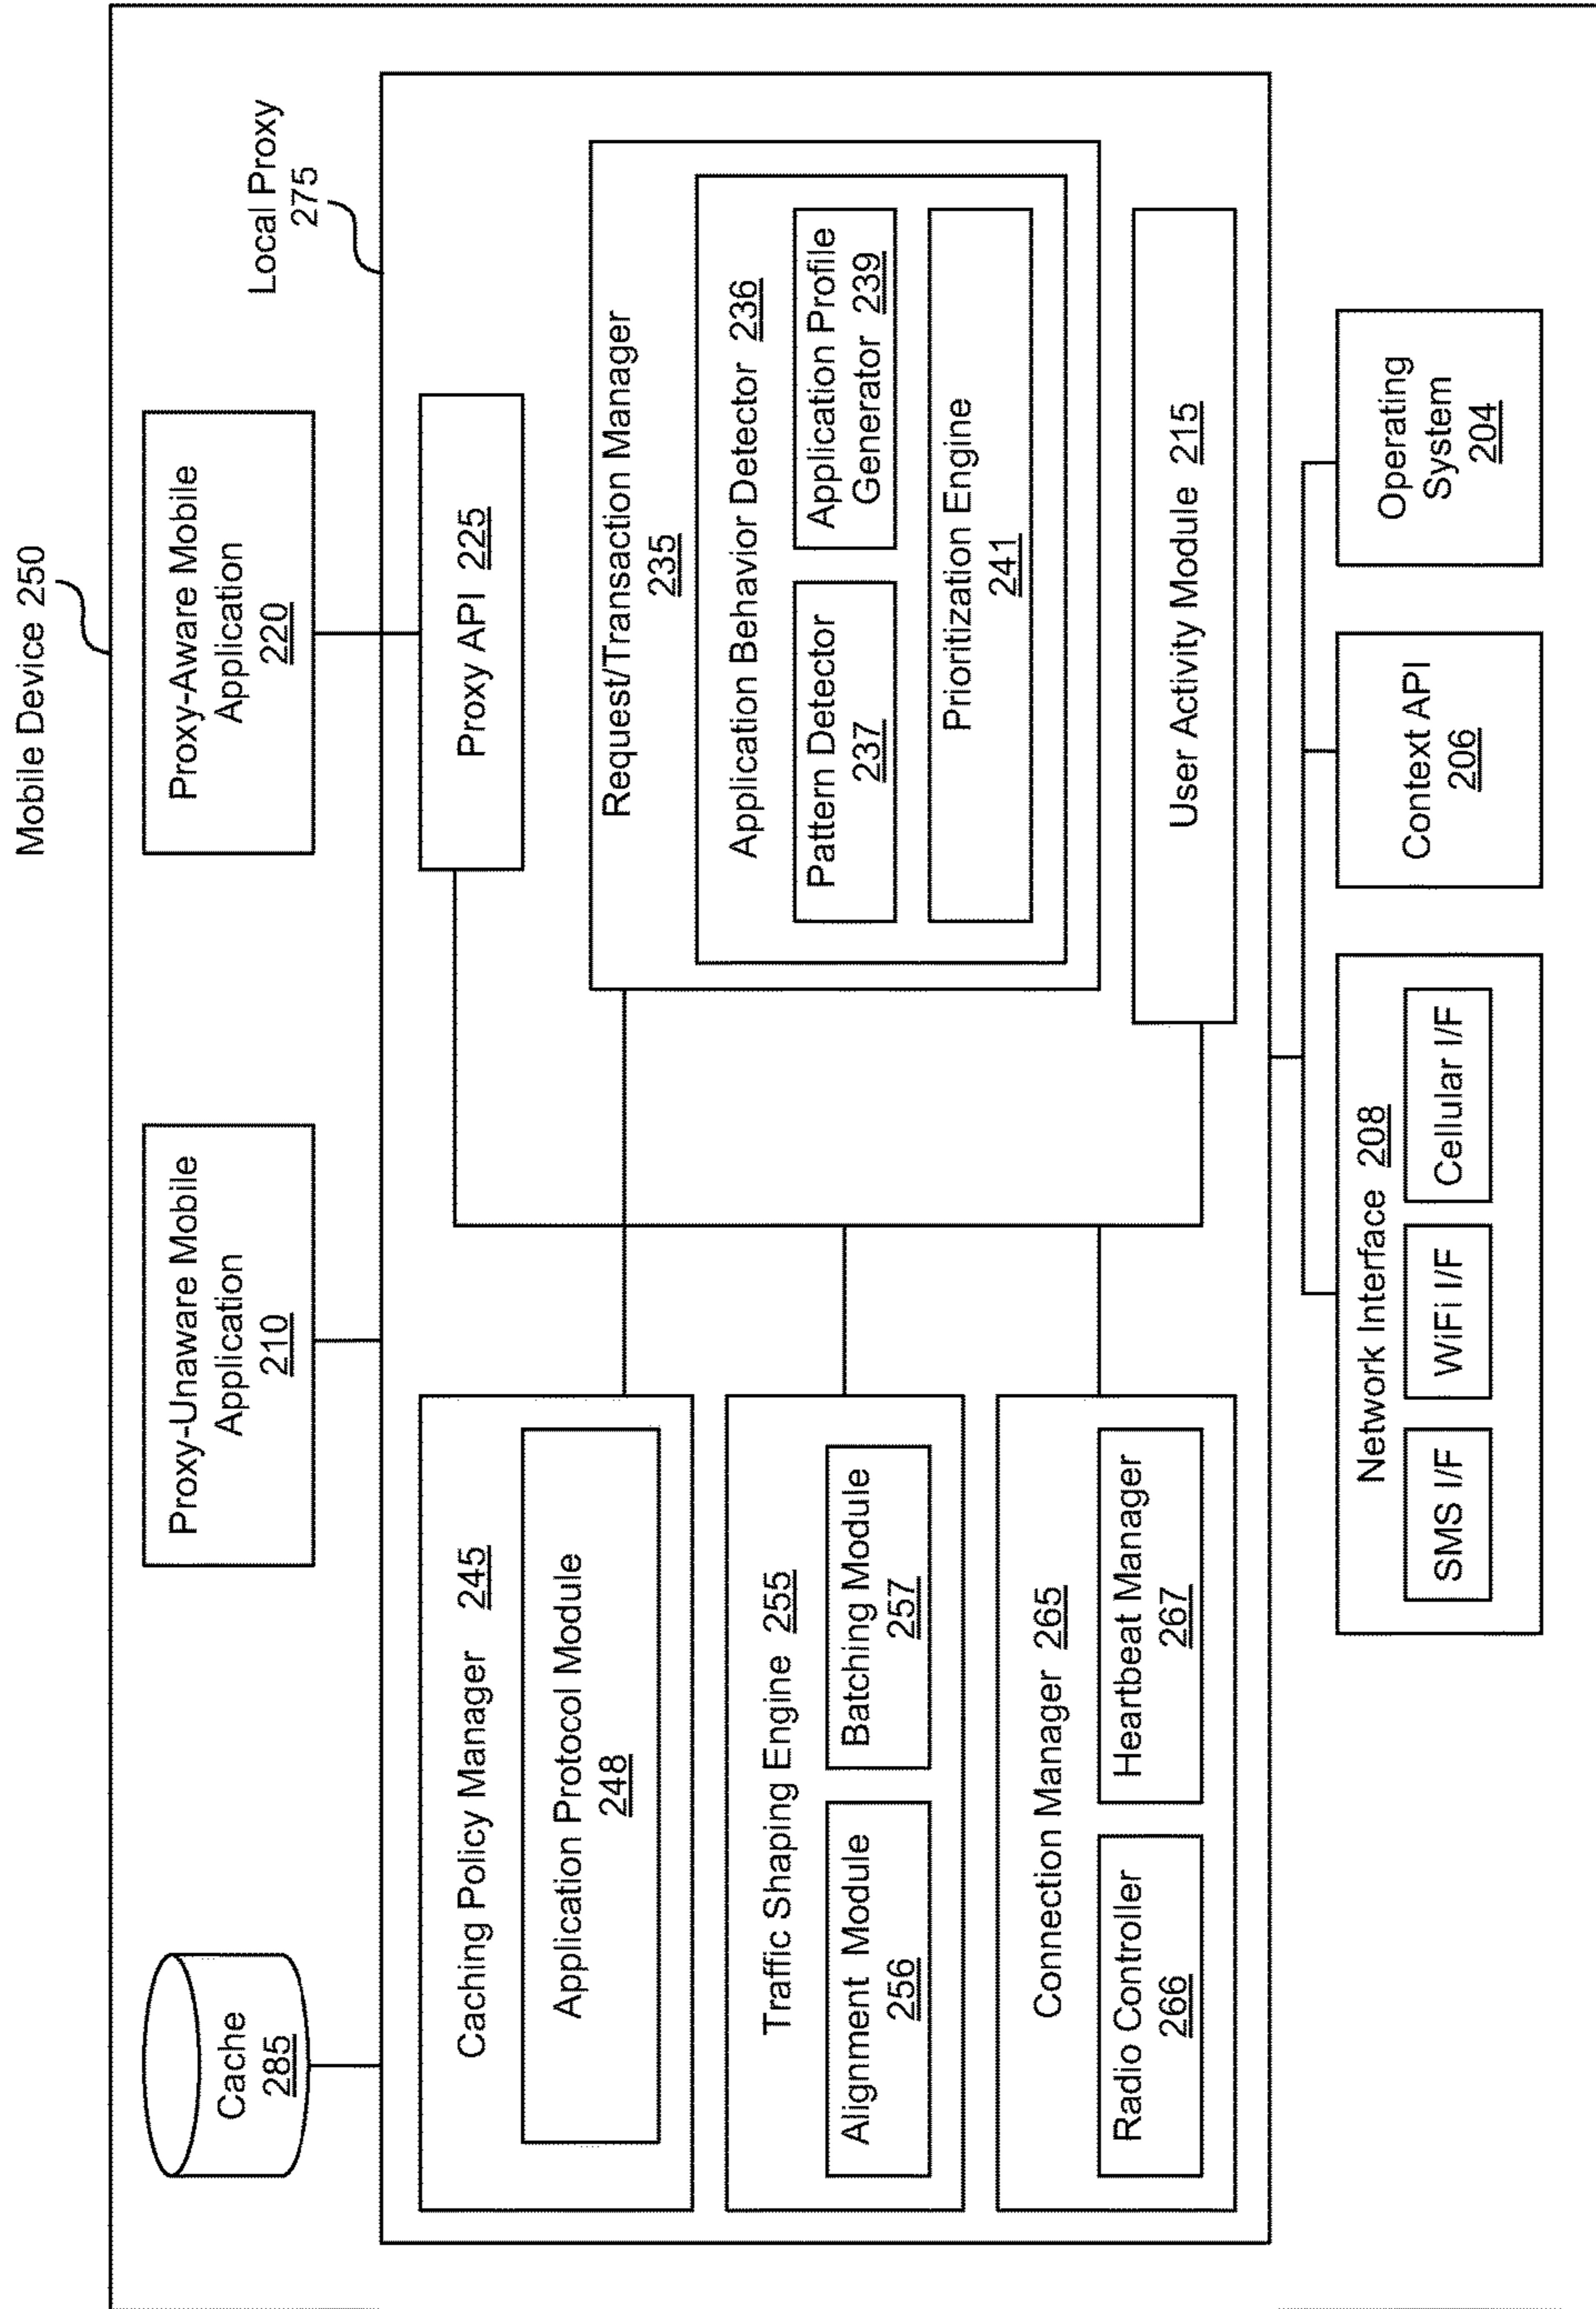 Mobile Device 250
Local Proxy
275
Cache
285
Proxy-Unaware Mobile
Application
210
Proxy-Aware Mobile
Application
220
Caching Policy Manager 245
Application Protocol Module
248
Traffic Shaping Engine 255
Alignment Module
256
Batching Module
257
Connection Manager 265
Radio Controller
266
Heartbeat Manager
267
Proxy API 225
Request/Transaction Manager
235
Application Behavior Detector 236
Pattern Detector
237
Application Profile
Generator 239
Prioritization Engine
241
User Activity Module 215
Network Interface 208
SMS I/F
WiFi I/F
Cellular I/F
Context API
206
Operating
System
204